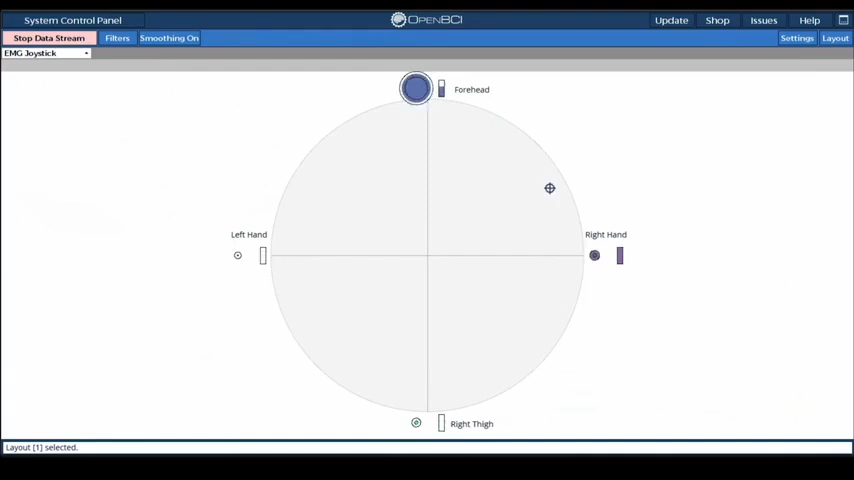 System Control Panel
OpenBCI
Update
Shop
Issues
Help
Stop Data Stream
Filters
Smoothing On
Settings
Layout
EMG Joystick
Forehead
Left Hand
Right Hand
Right Thigh
Layout [1] selected.